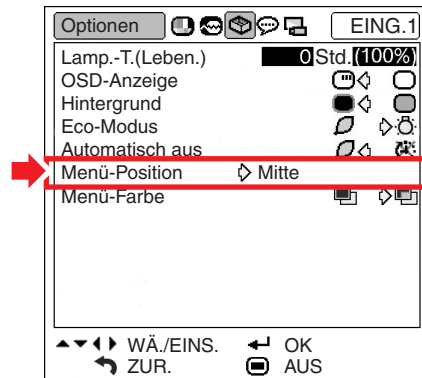 Optionen EING.1
Lamp.-T.(Leben.) 0 Std.(100%)
OSD-Anzeige
Hintergrund
Eco-Modus
Automatisch aus
Menü-Position Mitte
Menü-Farbe
WÄ./EINS. OK
ZUR. AUS